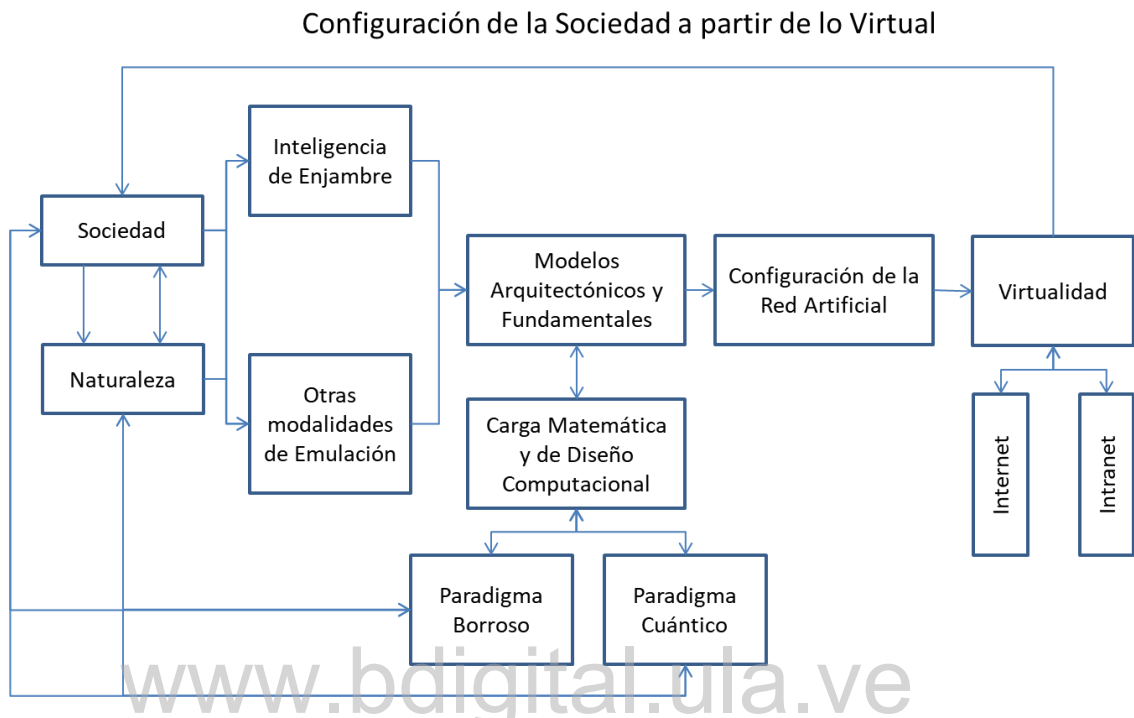 Configuración de la Sociedad a partir de lo Virtual
Inteligencia
de Enjambre
Sociedad
Modelos
Arquitectónicos y
Fundamentales
Configuración de la
Red Artificial
Virtualidad
Naturaleza
Otras
modalidades
de Emulación
Carga Matemática
y de Diseño
Computacional
Internet
Intranet
Paradigma
Borroso
Paradigma
Cuántico
www.bdigital.ula.ve